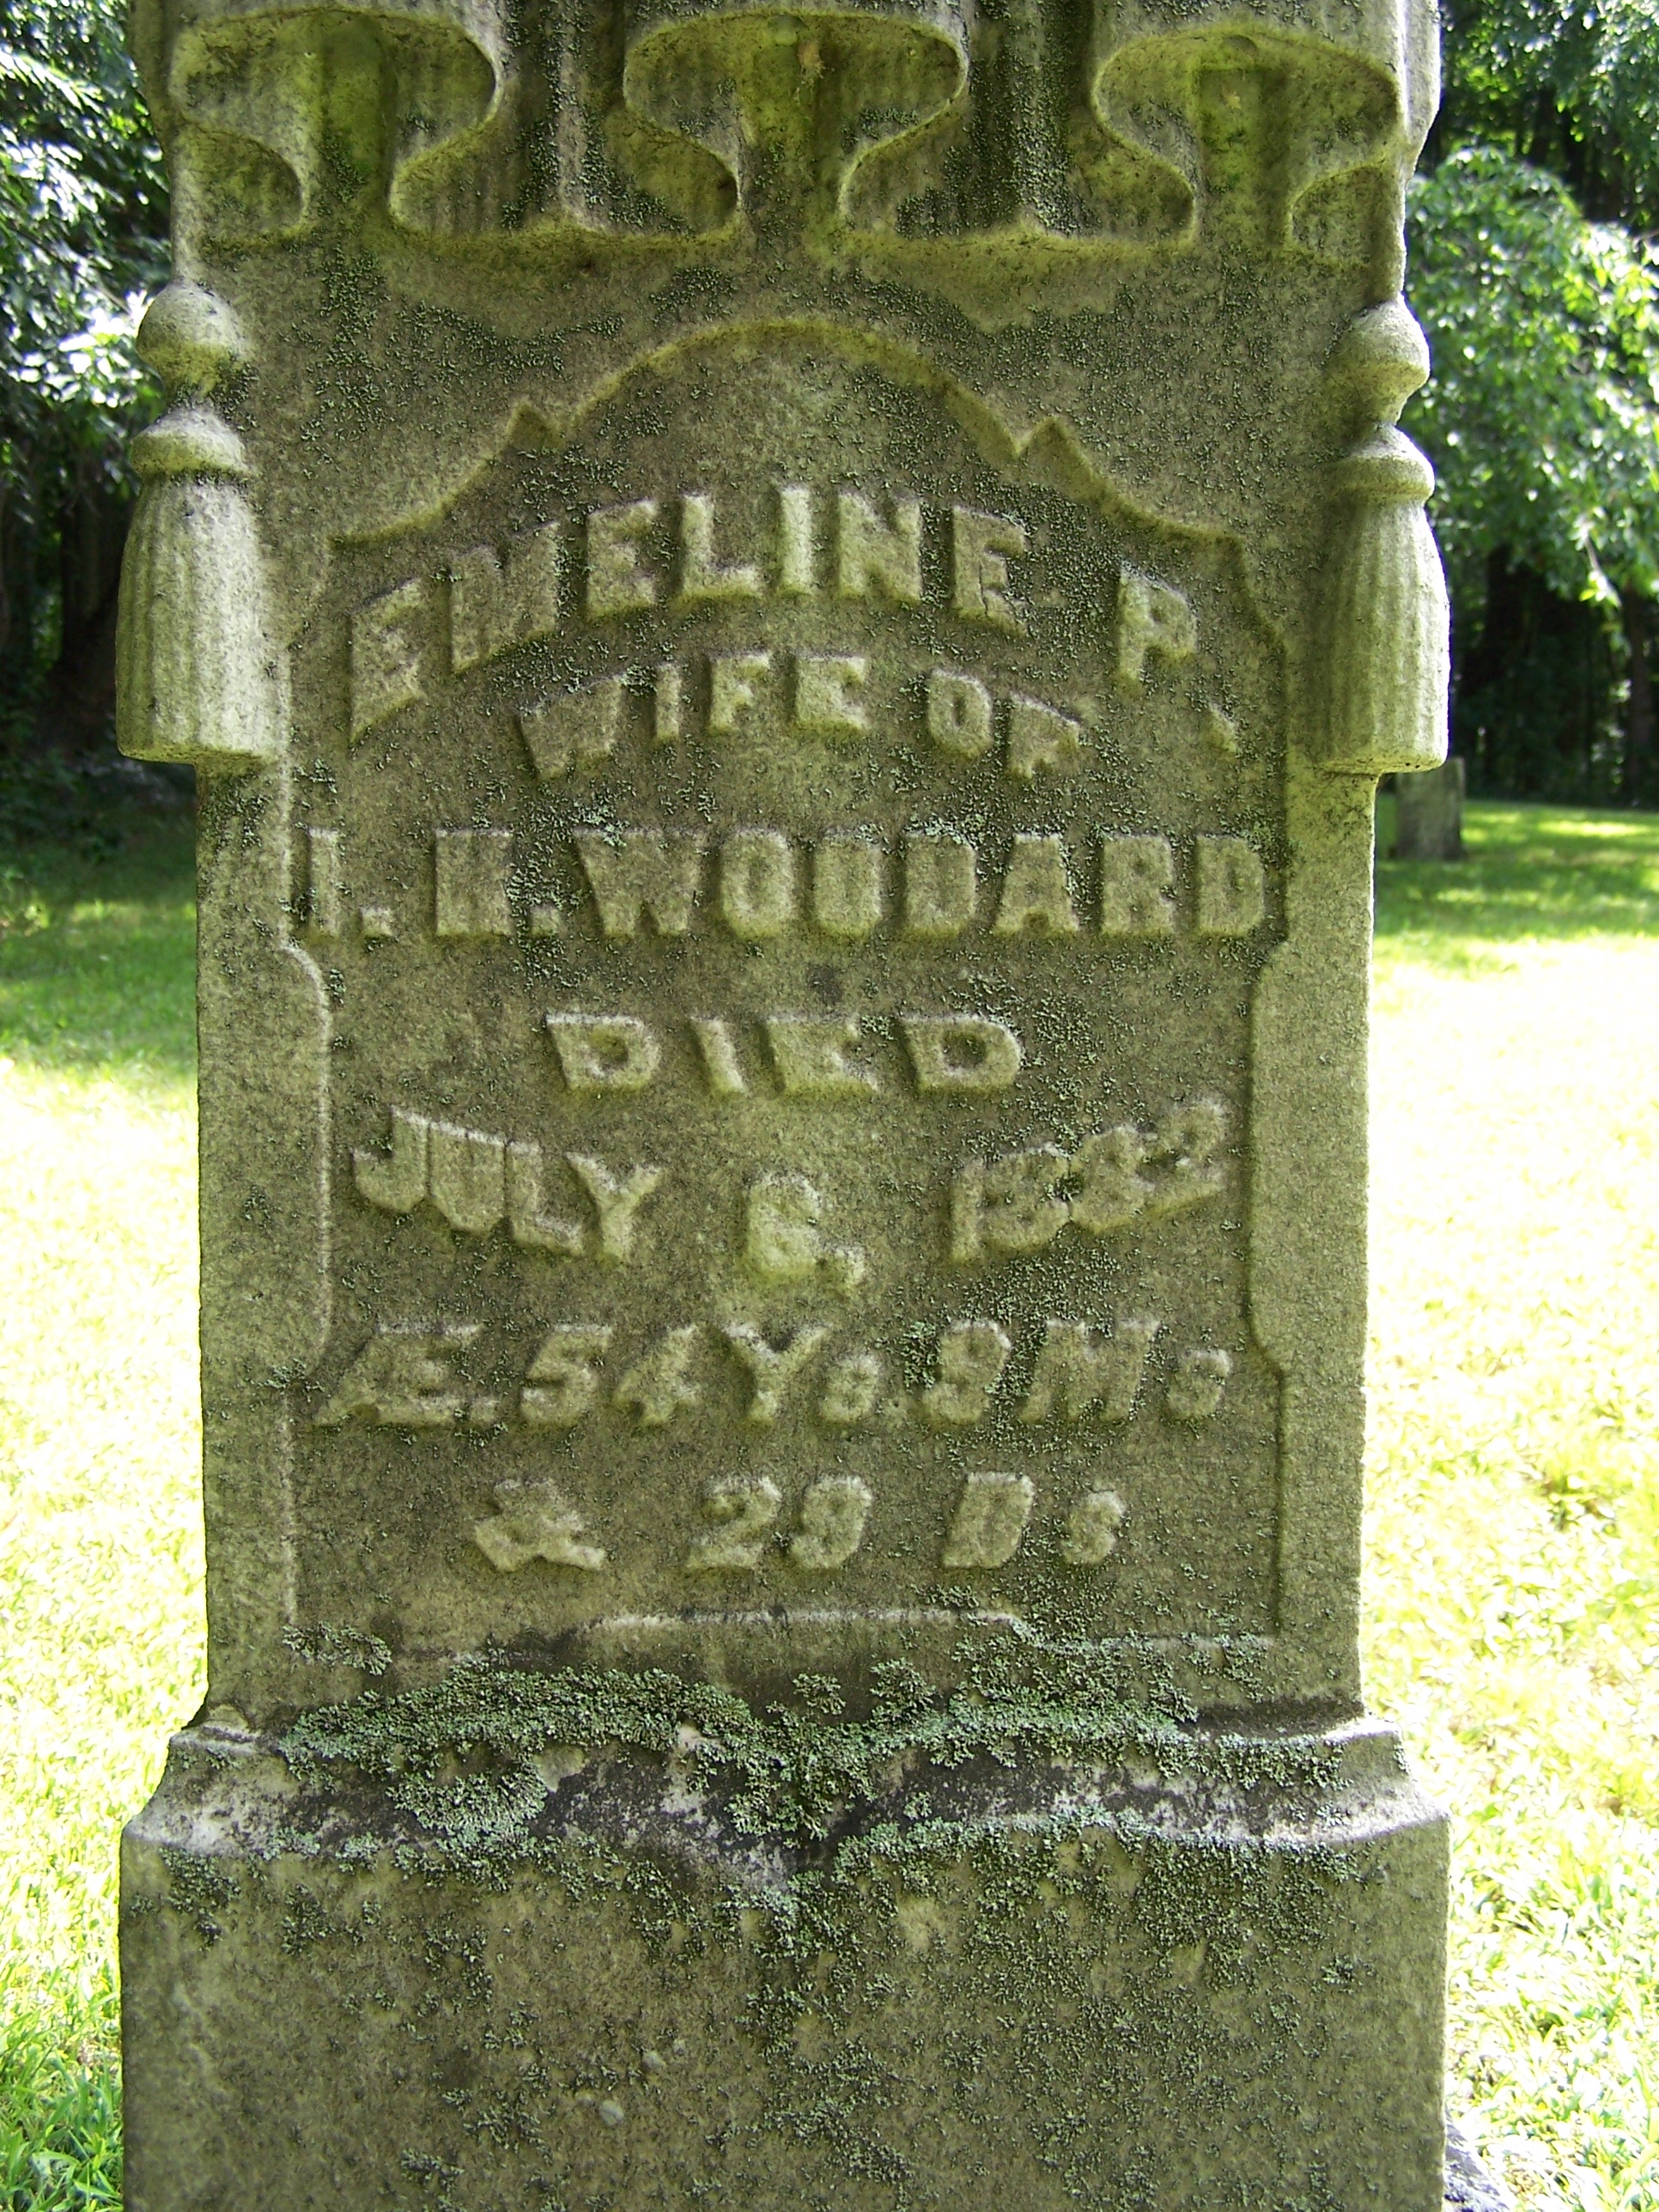 EMELINE P.
WIFE OF
I. H. WOODARD
DIED
JULY 6, 1882
Æ. 54 Ys 9 Ms
& 29 Ds